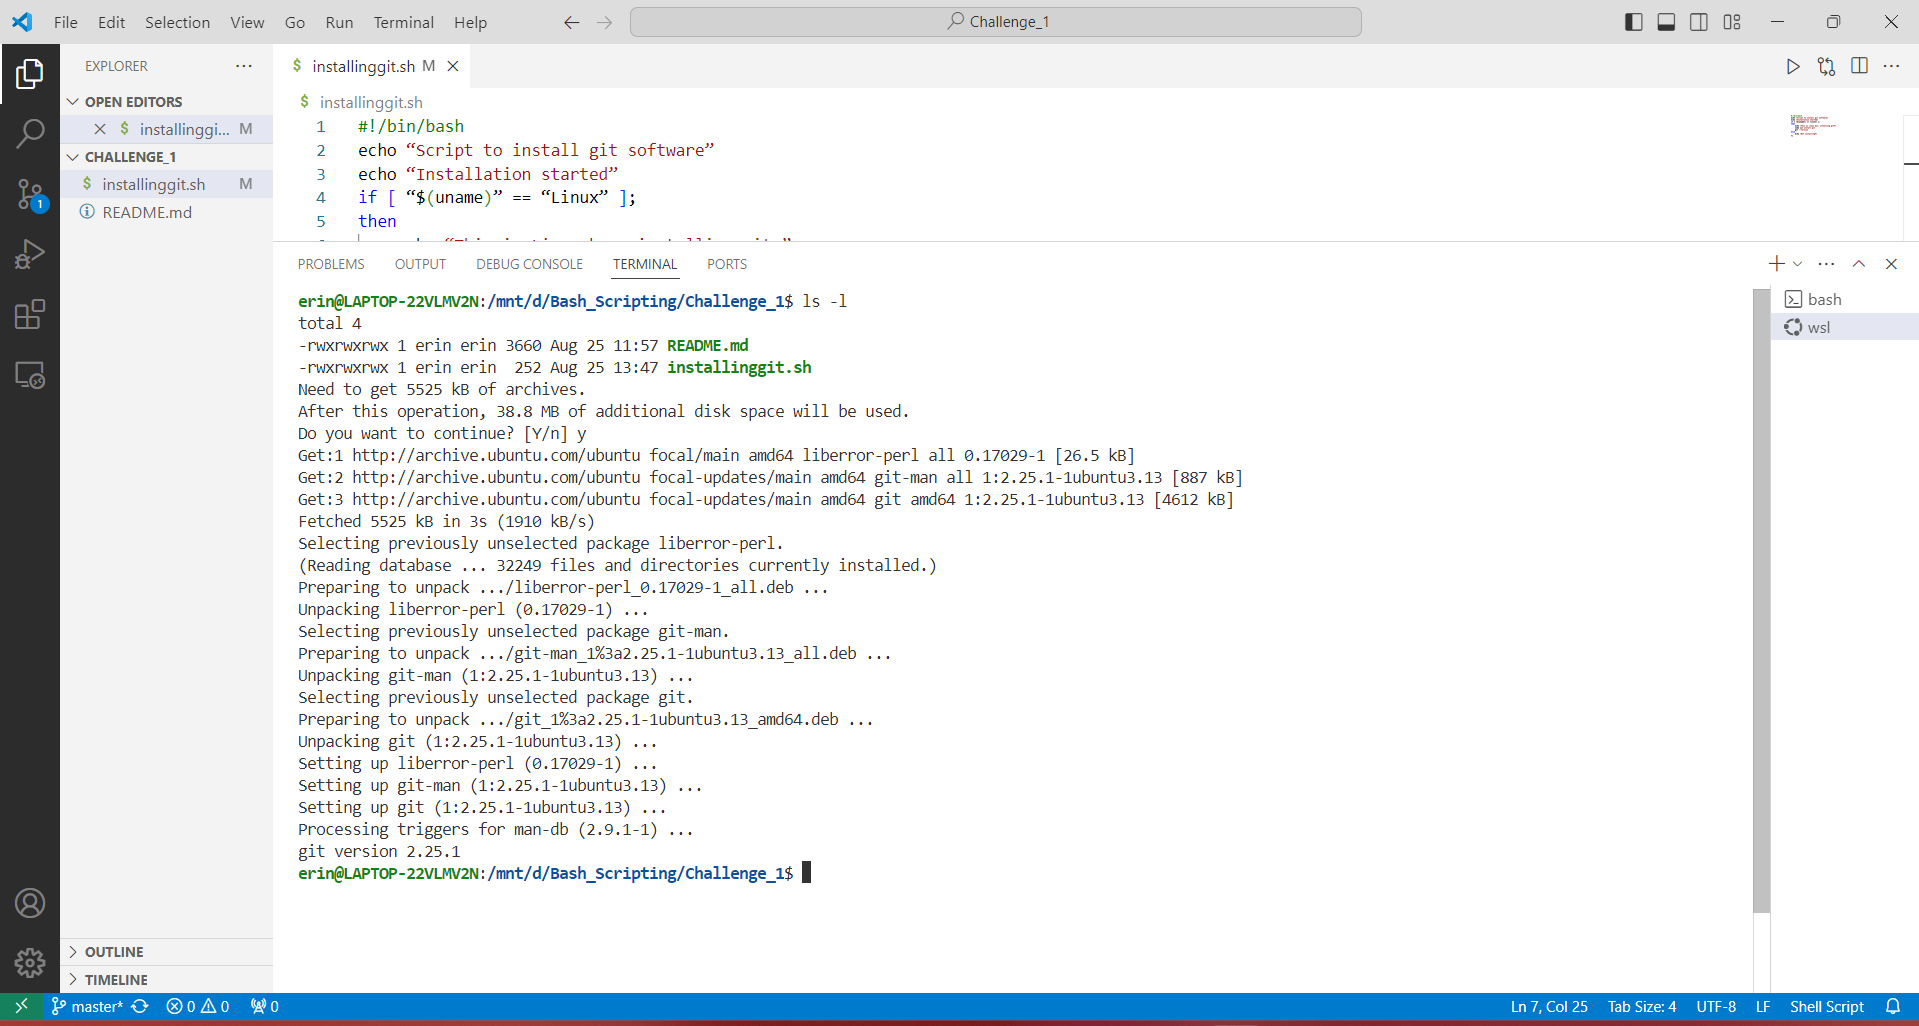 File Edit Selection View Go Run Terminal Help Challenge_1
EXPLORER
OPEN EDITORS
$ installinggi... M
CHALLENGE_1
$ installinggit.sh M
README.md
OUTLINE
TIMELINE
1
$ installinggit.sh M
$ installinggit.sh
1 #!/bin/bash
2 echo “Script to install git software”
3 echo “Installation started”
4 if [ “$(uname)” == “Linux” ];
5 then
PROBLEMS OUTPUT DEBUG CONSOLE TERMINAL PORTS
erin@LAPTOP-22VLMV2N:/mnt/d/Bash_Scripting/Challenge_1$ ls -l
total 4
-rwxrwxrwx 1 erin erin 3660 Aug 25 11:57 README.md
-rwxrwxrwx 1 erin erin  252 Aug 25 13:47 installinggit.sh
Need to get 5525 kB of archives.
After this operation, 38.8 MB of additional disk space will be used.
Do you want to continue? [Y/n] y
Get:1 http://archive.ubuntu.com/ubuntu focal/main amd64 liberror-perl all 0.17029-1 [26.5 kB]
Get:2 http://archive.ubuntu.com/ubuntu focal-updates/main amd64 git-man all 1:2.25.1-1ubuntu3.13 [887 kB]
Get:3 http://archive.ubuntu.com/ubuntu focal-updates/main amd64 git amd64 1:2.25.1-1ubuntu3.13 [4612 kB]
Fetched 5525 kB in 3s (1910 kB/s)
Selecting previously unselected package liberror-perl.
(Reading database ... 32249 files and directories currently installed.)
Preparing to unpack .../liberror-perl_0.17029-1_all.deb ...
Unpacking liberror-perl (0.17029-1) ...
Selecting previously unselected package git-man.
Preparing to unpack .../git-man_1%3a2.25.1-1ubuntu3.13_all.deb ...
Unpacking git-man (1:2.25.1-1ubuntu3.13) ...
Selecting previously unselected package git.
Preparing to unpack .../git_1%3a2.25.1-1ubuntu3.13_amd64.deb ...
Unpacking git (1:2.25.1-1ubuntu3.13) ...
Setting up liberror-perl (0.17029-1) ...
Setting up git-man (1:2.25.1-1ubuntu3.13) ...
Setting up git (1:2.25.1-1ubuntu3.13) ...
Processing triggers for man-db (2.9.1-1) ...
git version 2.25.1
erin@LAPTOP-22VLMV2N:/mnt/d/Bash_Scripting/Challenge_1$
bash
wsl
master* 0 0 0 Ln 7, Col 25 Tab Size: 4 UTF-8 LF Shell Script